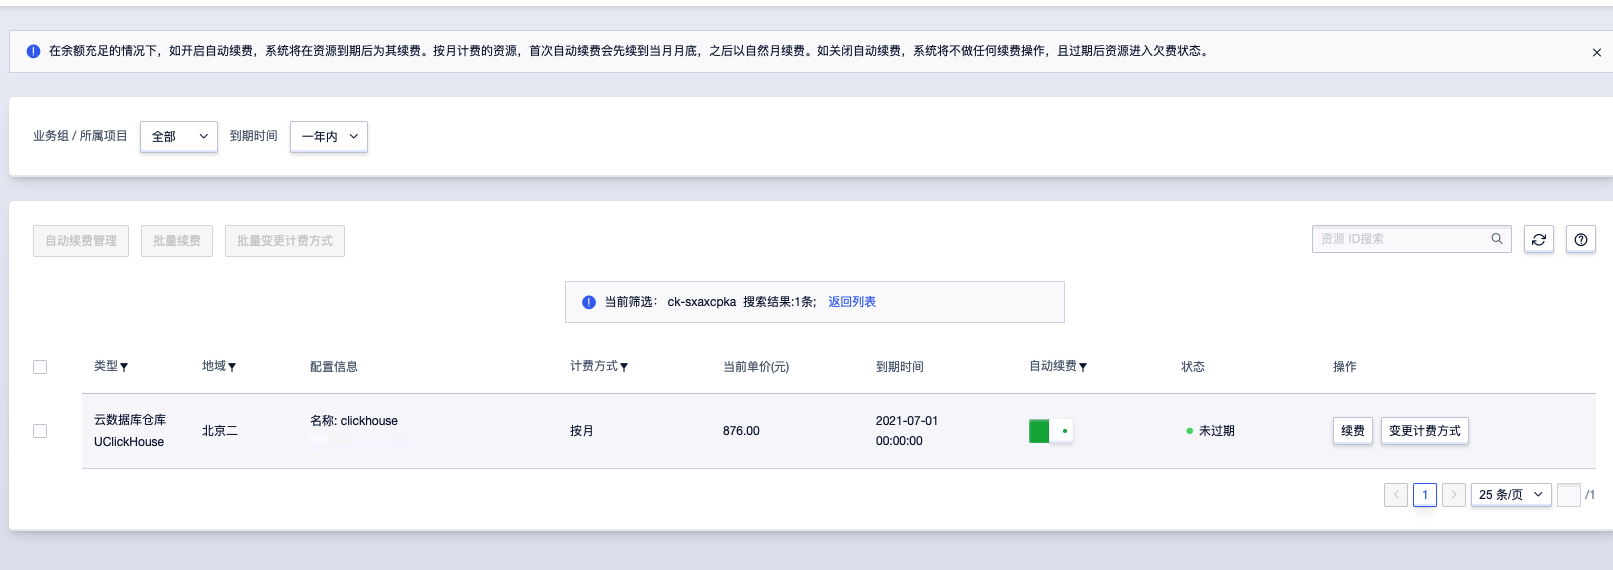 在余额充足的情况下，如开启自动续费，系统将在资源到期后为其续费。按月计费的资源，首次自动续费会先续到当月月底，之后以自然月续费。如关闭自动续费，系统将不做任何续费操作，且过期后资源进入欠费状态。
业务组 / 所属项目 全部 到期时间 一年内
自动续费管理 批量续费 批量变更计费方式 资源 ID搜索
当前筛选： ck-sxaxcpka 搜索结果:1条; 返回列表
类型 地域 配置信息 计费方式 当前单价(元) 到期时间 自动续费 状态 操作
云数据库仓库
UClickHouse
北京二
名称: clickhouse
按月
876.00
2021-07-01
00:00:00
未过期
续费 变更计费方式
1 25 条/页 /1